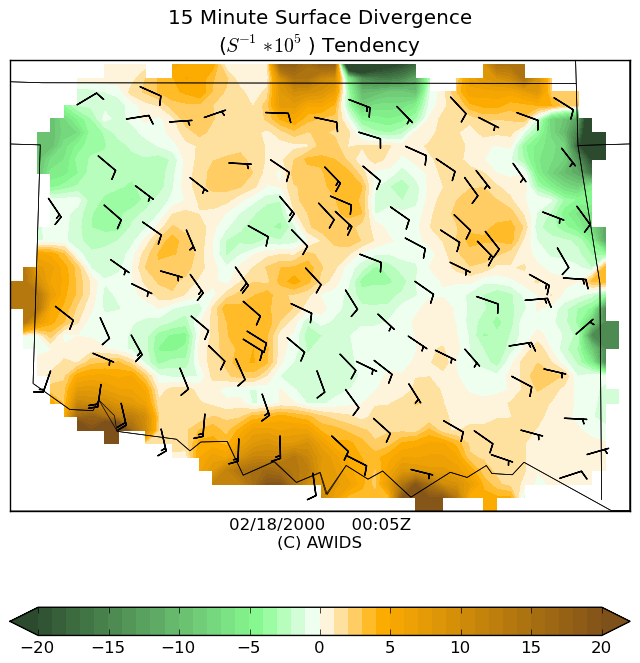 15 Minute Surface Divergence
(S⁻¹ * 10⁵ ) Tendency
02/18/2000 00:05Z
(C) AWIDS
−20 −15 −10 −5 0 5 10 15 20